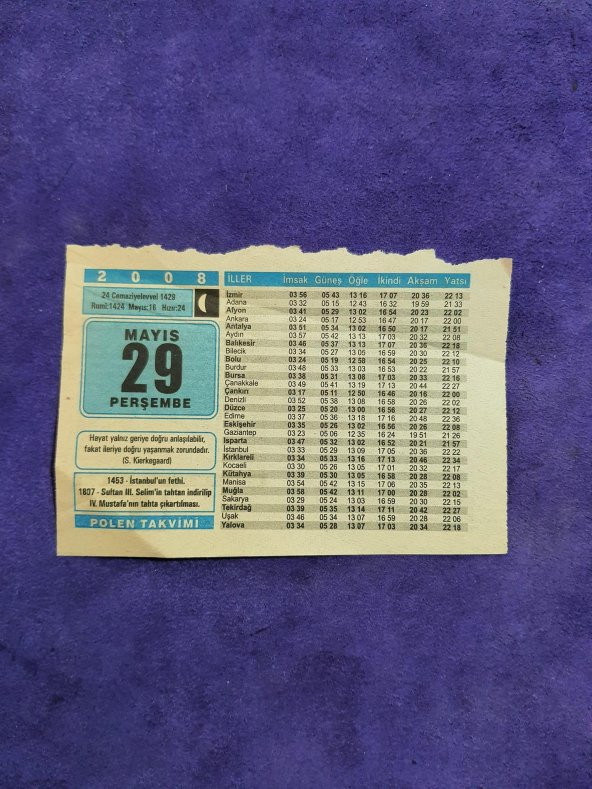 2 0 0 8
24 Cemaziyelevvel 1429
Rumi:1424 Mayıs:16 Hızır:24
MAYIS
29
PERŞEMBE
Hayat yalnız geriye doğru anlaşılabilir,
fakat ileriye doğru yaşanmak zorundadır.
(S. Kierkegaard)
1453 - İstanbul'un fethi.
1807 - Sultan III. Selim'in tahtan indirilip
IV. Mustafa'nın tahta çıkartılması.
POLEN TAKVİMİ
İLLER İmsak Güneş Öğle İkindi Akşam Yatsı
İzmir 03 56 05 43 13 16 17 07 20 36 22 13
Adana 03 32 05 15 12 43 16 32 19 59 21 33
Afyon 03 41 05 29 13 02 16 54 20 23 22 02
Ankara 03 24 05 17 12 53 16 47 20 17 22 00
Antalya 03 51 05 34 13 02 16 50 20 17 21 51
Aydın 03 57 05 42 13 13 17 03 20 32 22 08
Balıkesir 03 46 05 37 13 13 17 07 20 36 22 18
Bilecik 03 34 05 27 13 05 16 59 20 30 22 12
Bolu 03 24 05 19 12 58 16 54 20 25 22 10
Burdur 03 48 05 33 13 03 16 53 20 22 21 57
Bursa 03 38 05 31 13 08 17 03 20 33 22 16
Çanakkale 03 49 05 41 13 19 17 13 20 44 22 27
Çankırı 03 17 05 11 12 50 16 46 20 16 22 00
Denizli 03 52 05 38 13 08 16 58 20 26 22 02
Düzce 03 25 05 20 13 00 16 56 20 27 22 12
Edirne 03 37 05 36 13 18 17 16 20 48 22 36
Eskişehir 03 35 05 26 13 02 16 56 20 26 22 08
Gaziantep 03 23 05 06 12 35 16 24 19 51 21 26
Isparta 03 47 05 32 13 02 16 52 20 21 21 57
İstanbul 03 33 05 29 13 09 17 05 20 36 22 22
Kırklareli 03 34 05 33 13 16 17 13 20 46 22 34
Kocaeli 03 30 05 26 13 05 17 01 20 32 22 17
Kütahya 03 39 05 30 13 05 16 58 20 28 22 08
Manisa 03 54 05 42 13 15 17 06 20 35 22 13
Muğla 03 58 05 42 13 11 17 00 20 28 22 02
Sakarya 03 29 05 24 13 03 16 59 20 30 22 15
Tekirdağ 03 39 05 35 13 14 17 11 20 42 22 27
Uşak 03 46 05 34 13 07 16 59 20 28 22 06
Yalova 03 34 05 28 13 07 17 03 20 34 22 18